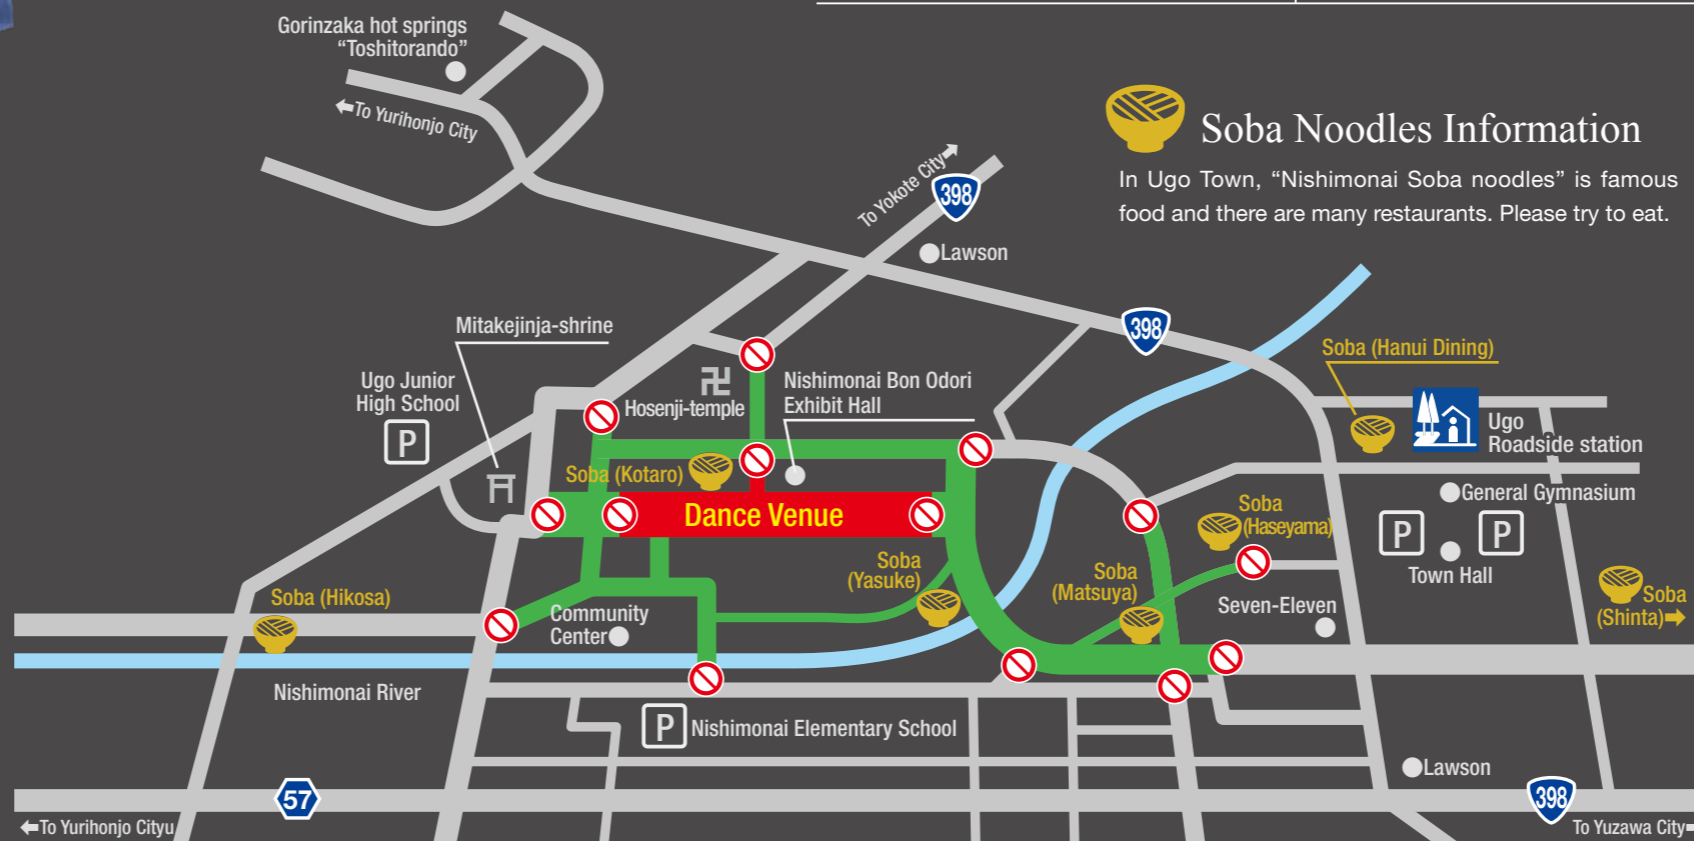 Gorinzaka hot springs
“Toshitorando”
To Yurihonjo City
To Yokote City
398
Lawson
Soba Noodles Information
In Ugo Town, “Nishimonai Soba noodles” is famous
food and there are many restaurants. Please try to eat.
398
Mitakejinja-shrine
Soba (Hanui Dining)
Ugo Junior
High School
P
卍
Hosenji-temple
Nishimonai Bon Odori
Exhibit Hall
Ugo
Roadside station
Soba (Kotaro)
Dance Venue
General Gymnasium
Soba
(Haseyama)
P
P
Town Hall
Soba
(Yasuke)
Soba
(Matsuya)
Soba
(Shinta)
Seven-Eleven
Soba (Hikosa)
Community
Center
Nishimonai River
P
Nishimonai Elementary School
Lawson
57
398
To Yurihonjo Cityu
To Yuzawa City